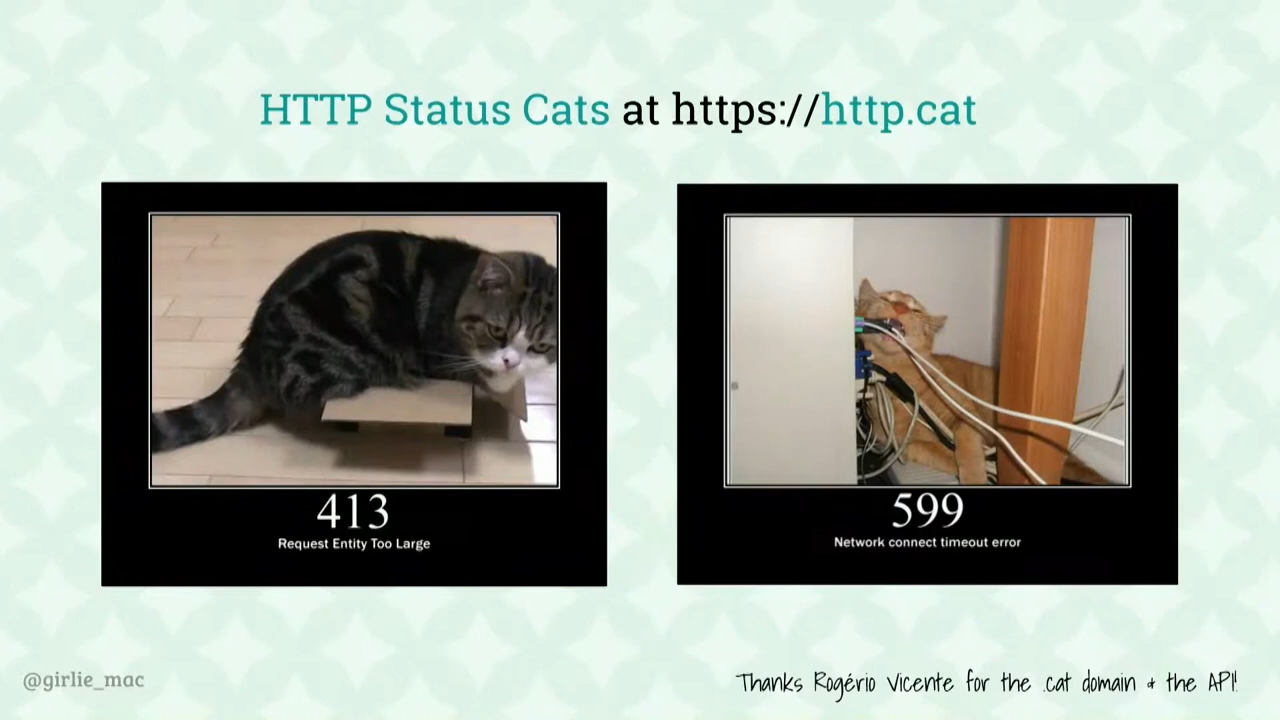 HTTP Status Cats at https://http.cat
413
Request Entity Too Large
599
Network connect timeout error
@girlie_mac
Thanks Rogério Vicente for the .cat domain & the API!